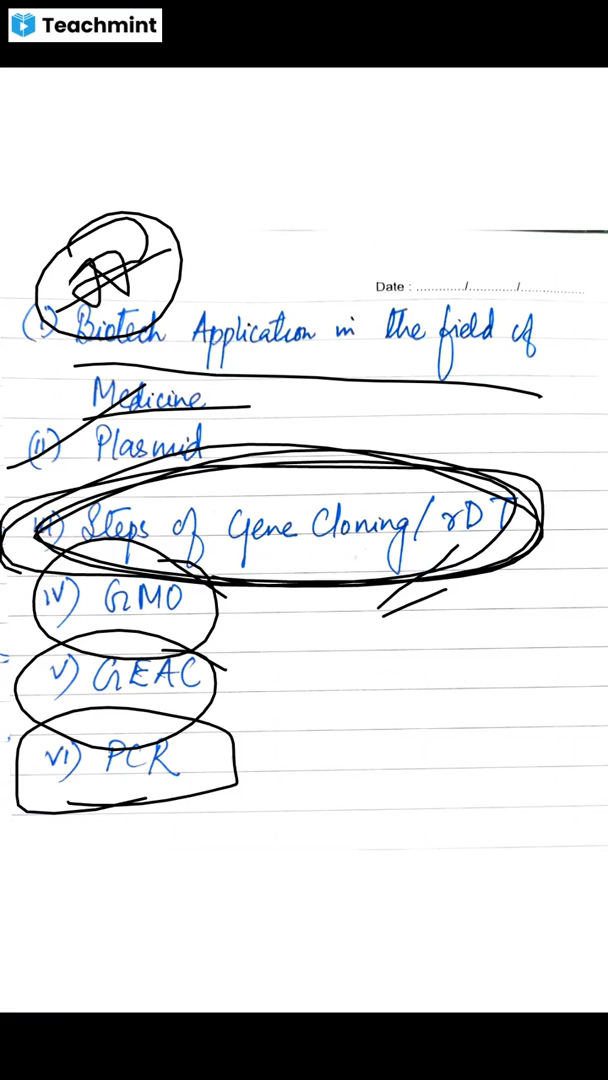 Teachmint
Date : ............./............./...............
(i) Biotech Application in the field of
Medicine
(ii) Plasmid
iii) Steps of Gene Cloning/ rDT
iv) GMO
v) GEAC
vi) PCR